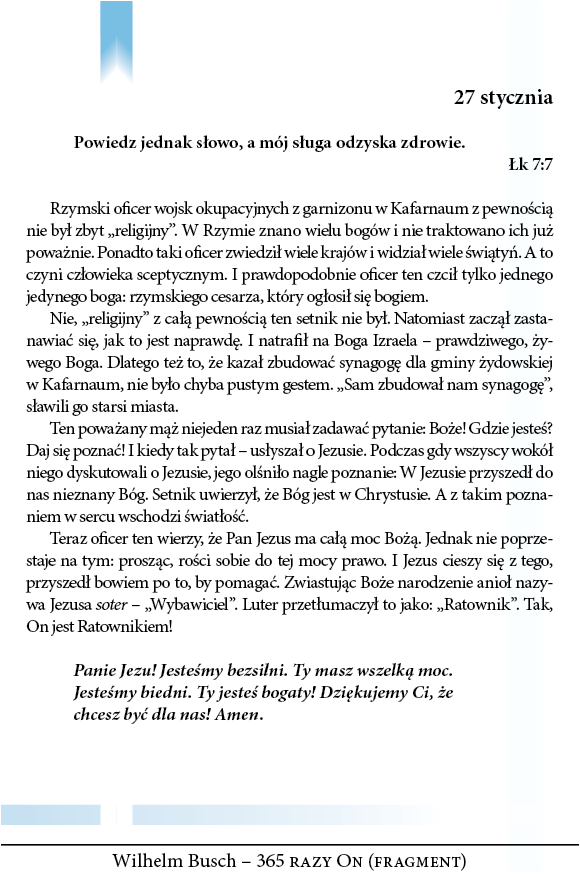 27 stycznia
Powiedz jednak słowo, a mój sługa odzyska zdrowie.
Łk 7:7
Rzymski oficer wojsk okupacyjnych z garnizonu w Kafarnaum z pewnością
nie był zbyt „religijny”. W Rzymie znano wielu bogów i nie traktowano ich już
poważnie. Ponadto taki oficer zwiedził wiele krajów i widział wiele świątyń. A to
czyni człowieka sceptycznym. I prawdopodobnie oficer ten czcił tylko jednego
jedynego boga: rzymskiego cesarza, który ogłosił się bogiem.
Nie, „religijny” z całą pewnością ten setnik nie był. Natomiast zaczął zasta-
nawiać się, jak to jest naprawdę. I natrafił na Boga Izraela – prawdziwego, ży-
wego Boga. Dlatego też to, że kazał zbudować synagogę dla gminy żydowskiej
w Kafarnaum, nie było chyba pustym gestem. „Sam zbudował nam synagogę”,
sławili go starsi miasta.
Ten poważany mąż niejeden raz musiał zadawać pytanie: Boże! Gdzie jesteś?
Daj się poznać! I kiedy tak pytał – usłyszał o Jezusie. Podczas gdy wszyscy wokół
niego dyskutowali o Jezusie, jego olśniło nagle poznanie: W Jezusie przyszedł do
nas nieznany Bóg. Setnik uwierzył, że Bóg jest w Chrystusie. A z takim pozna-
niem w sercu wschodzi światłość.
Teraz oficer ten wierzy, że Pan Jezus ma całą moc Bożą. Jednak nie poprze-
staje na tym: prosząc, rości sobie do tej mocy prawo. I Jezus cieszy się z tego,
przyszedł bowiem po to, by pomagać. Zwiastując Boże narodzenie anioł nazy-
wa Jezusa soter – „Wybawiciel”. Luter przetłumaczył to jako: „Ratownik”. Tak,
On jest Ratownikiem!
Panie Jezu! Jesteśmy bezsilni. Ty masz wszelką moc.
Jesteśmy biedni. Ty jesteś bogaty! Dziękujemy Ci, że
chcesz być dla nas! Amen.
Wilhelm Busch – 365 razy On (fragment)